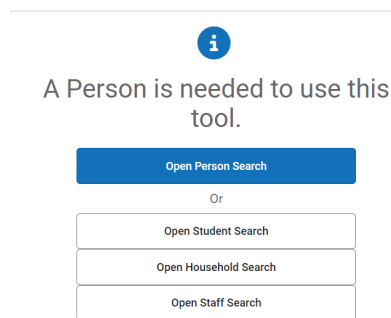 A Person is needed to use this
tool.
Open Person Search
Or
Open Student Search
Open Household Search
Open Staff Search